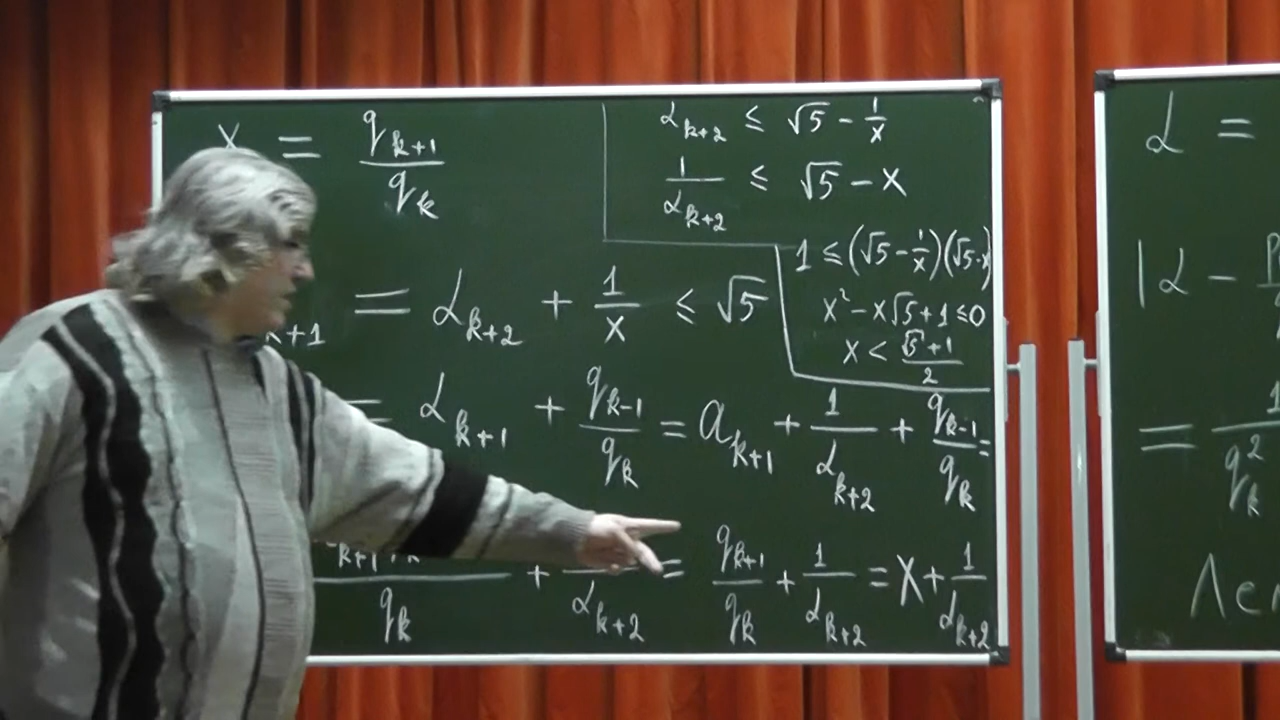 x = q_{k+1}/q_k
α_{k+2} ≤ √5 − 1/x
1/α_{k+2} ≤ √5 − x
1 ≤ (√5 − 1/x)(√5 − x)
x² − x√5 + 1 ≤ 0
x < (√5 + 1)/2
k+1 = α_{k+2} + 1/x ≤ √5
= α_{k+1} + q_{k-1}/q_k = a_{k+1} + 1/α_{k+2} + q_{k-1}/q_k =
/q_k + /α_{k+2} = q_{k+1}/q_k + 1/α_{k+2} = x + 1/α_{k+2}
α =
|α −
= 1/q_k²